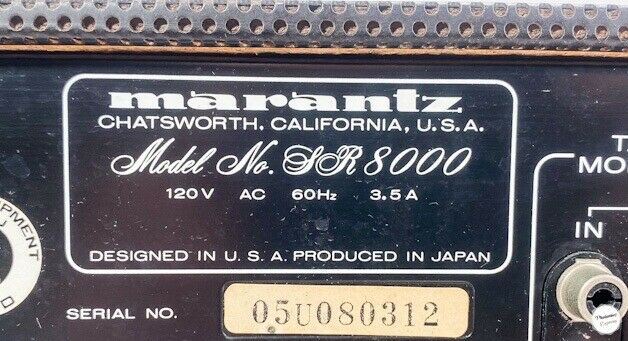 marantz
CHATSWORTH, CALIFORNIA, U.S.A.
Model No. SR 8000
120V AC 60Hz 3.5A
DESIGNED IN U.S.A. PRODUCED IN JAPAN
SERIAL NO. 05U080312
IN